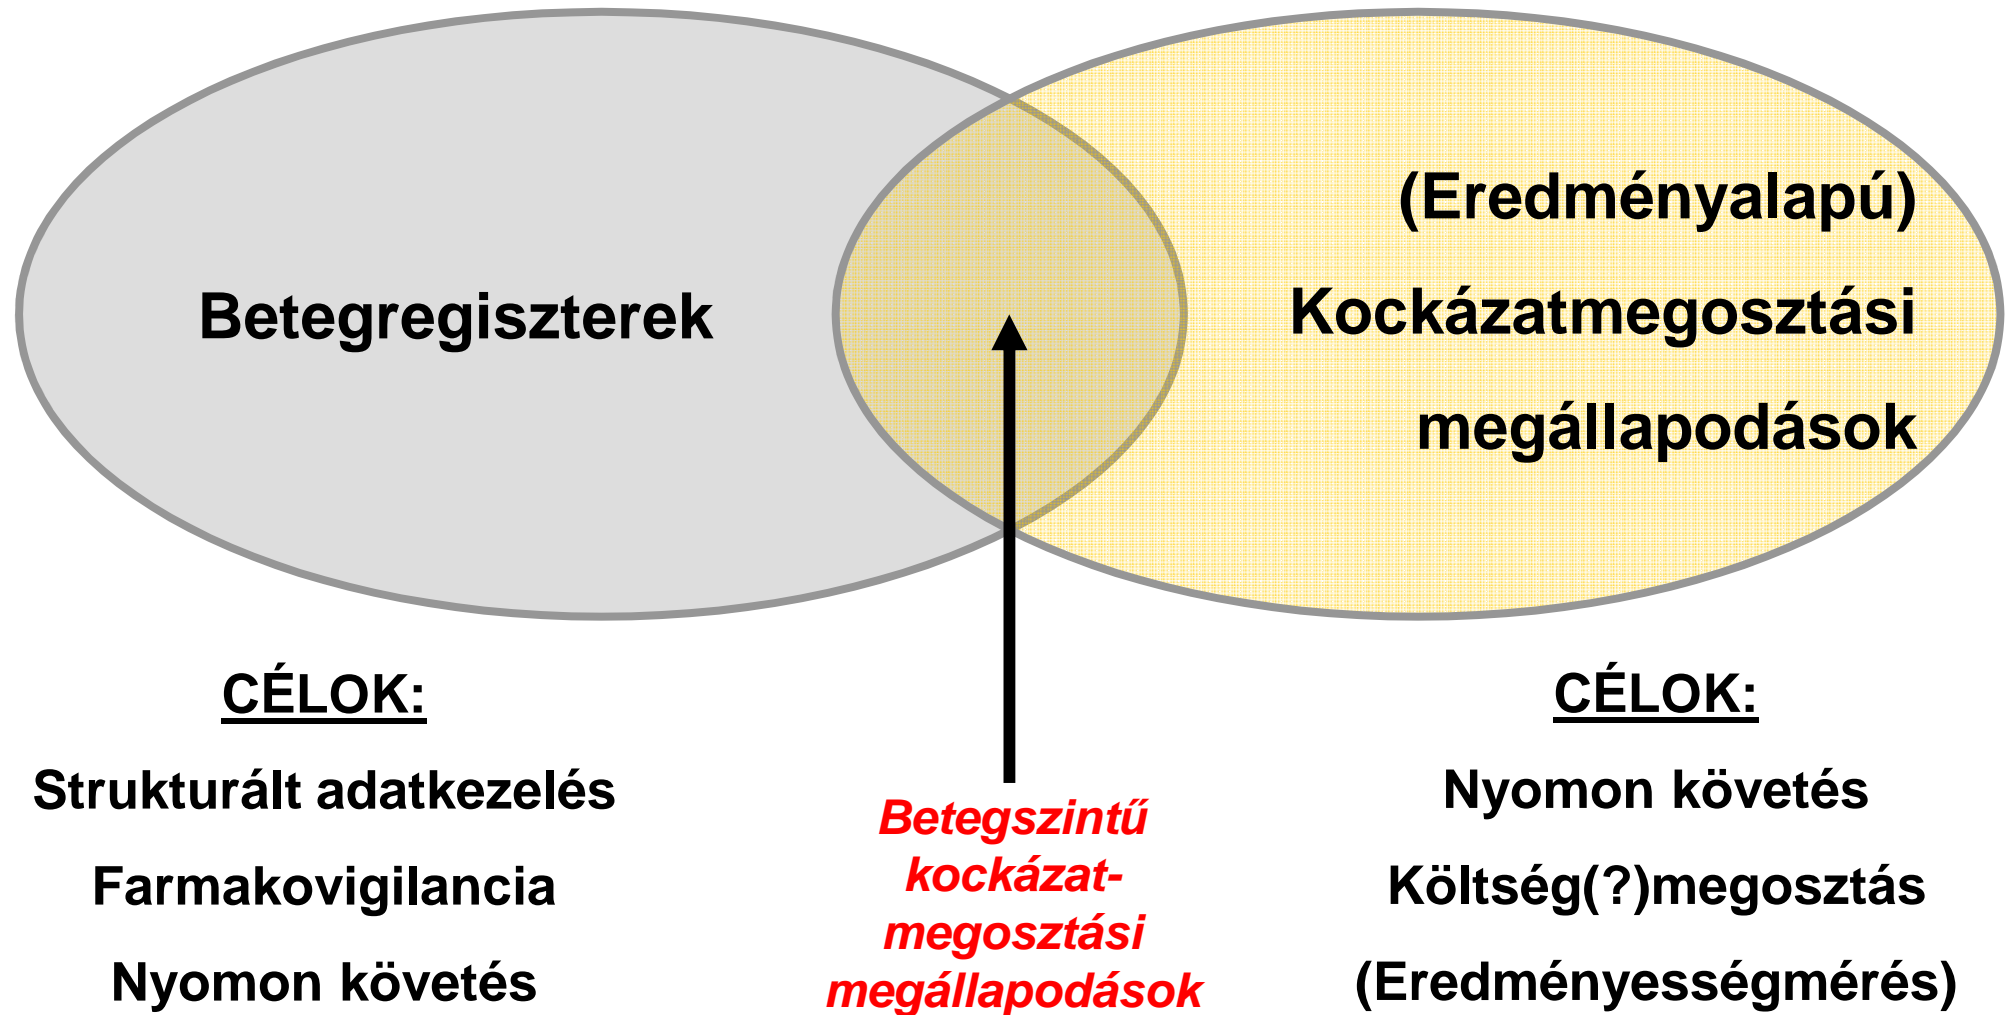 Betegregiszterek
(Eredményalapú)
Kockázatmegosztási
megállapodások
CÉLOK:
Strukturált adatkezelés
Farmakovigilancia
Nyomon követés
Betegszintű
kockázat-
megosztási
megállapodások
CÉLOK:
Nyomon követés
Költség(?)megosztás
(Eredményességmérés)